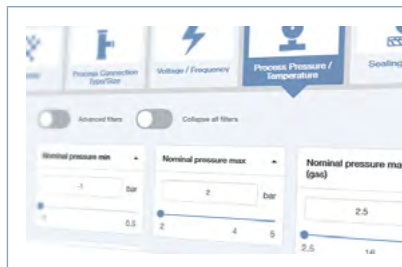 Process Connection
Type/Size
Voltage / Frequency
Process Pressure /
Temperature
Sealing
Advanced filters
Collapse all filters
Nominal pressure min
-1
bar
-1
0.5
Nominal pressure max
2
bar
2
4
5
Nominal pressure ma
(gas)
2.5
2.5
16